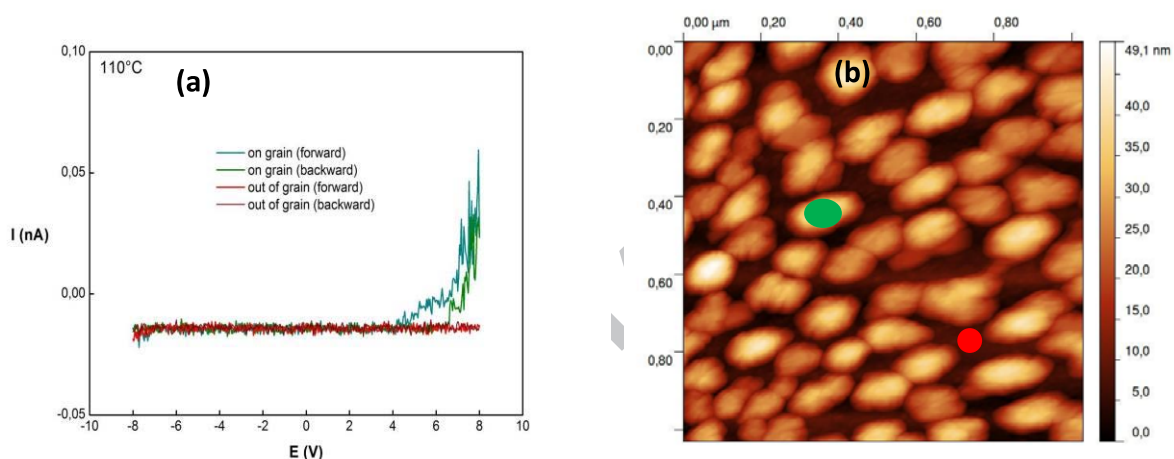 0,10
110°C
(a)
0,05
on grain (forward)
on grain (backward)
out of grain (forward)
out of grain (backward)
I (nA)
0,00
-0,05
-10 -8 -6 -4 -2 0 2 4 6 8 10
E (V)
0,00 µm 0,20 0,40 0,60 0,80
0,00
(b)
0,20
0,40
0,60
0,80
49,1 nm
40,0
35,0
30,0
25,0
20,0
15,0
10,0
5,0
0,0